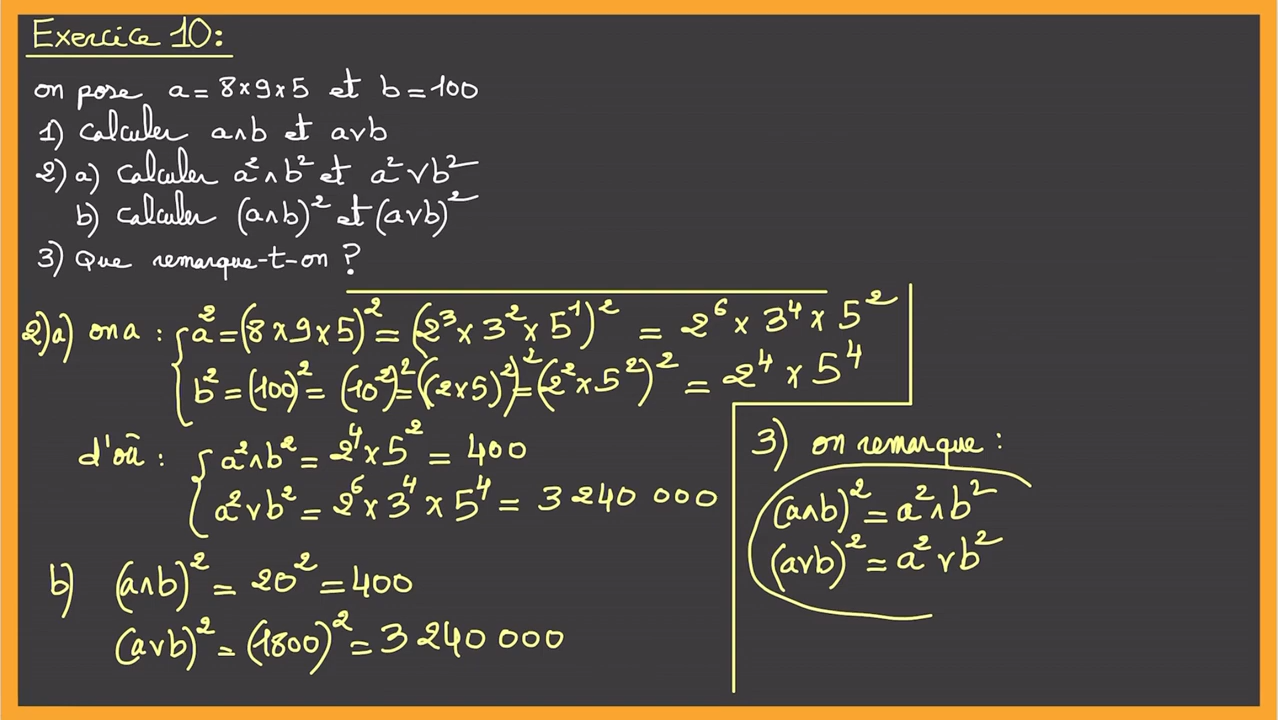 Exercice 10:
on pose a = 8×9×5 et b = 100
1) Calculer a∧b et a∨b
2) a) Calculer a²∧b² et a²∨b²
b) Calculer (a∧b)² et (a∨b)²
3) Que remarque-t-on ?
2)a) on a : { a² = (8×9×5)² = (2³ × 3² × 5¹)² = 2⁶ × 3⁴ × 5²
b² = (100)² = (10²)² = ((2×5)²)² = (2² × 5²)² = 2⁴ × 5⁴
d'où : { a²∧b² = 2⁴ × 5² = 400
a²∨b² = 2⁶ × 3⁴ × 5⁴ = 3 240 000
b) (a∧b)² = 20² = 400
(a∨b)² = (1800)² = 3 240 000
3) on remarque :
(a∧b)² = a²∧b²
(a∨b)² = a²∨b²